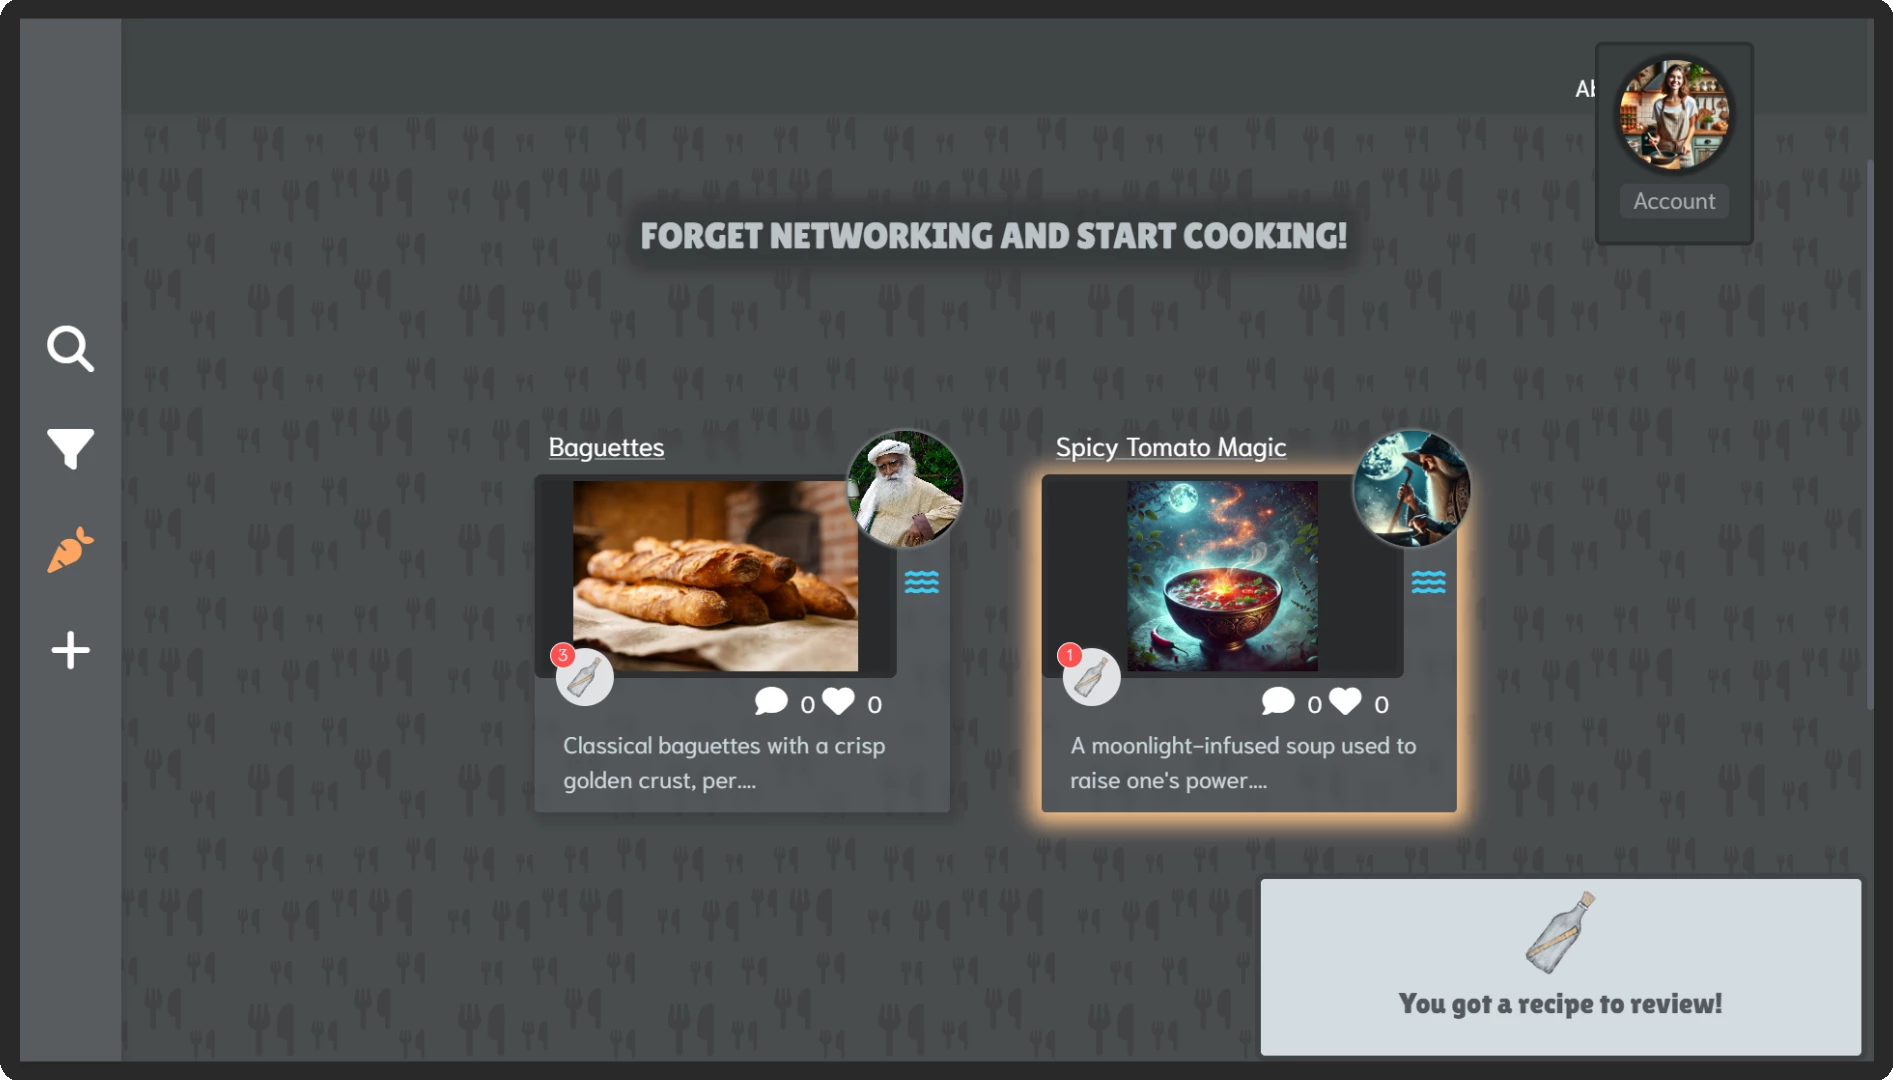 Account
FORGET NETWORKING AND START COOKING!
Baguettes
Spicy Tomato Magic
3
1
0 0
0 0
Classical baguettes with a crisp
golden crust, per....
A moonlight-infused soup used to
raise one's power....
You got a recipe to review!